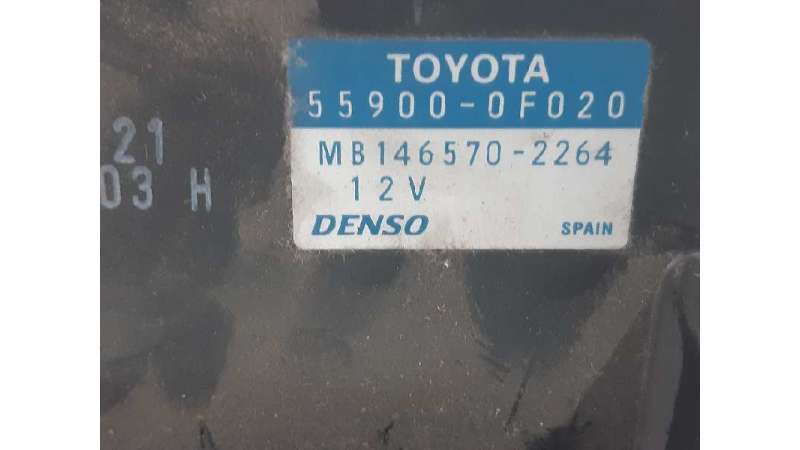 TOYOTA
55900-0F020
MB146570-2264
12V
DENSO SPAIN
21
03 H